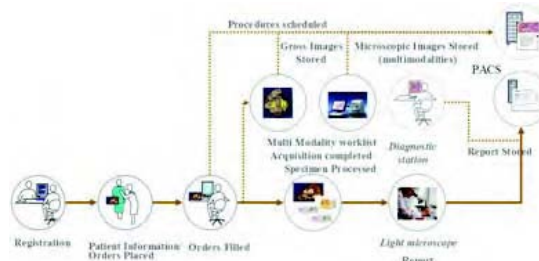 Procedures scheduled
Gross Images
Stored
Microscopic Images Stored
(multimodalities)
PACS
Multi Modality worklist
Acquisition completed
Specimen Processed
Diagnostic
station
Report Stored
Registration
Patient Information
Orders Placed
Orders Filled
Light microscope
Report